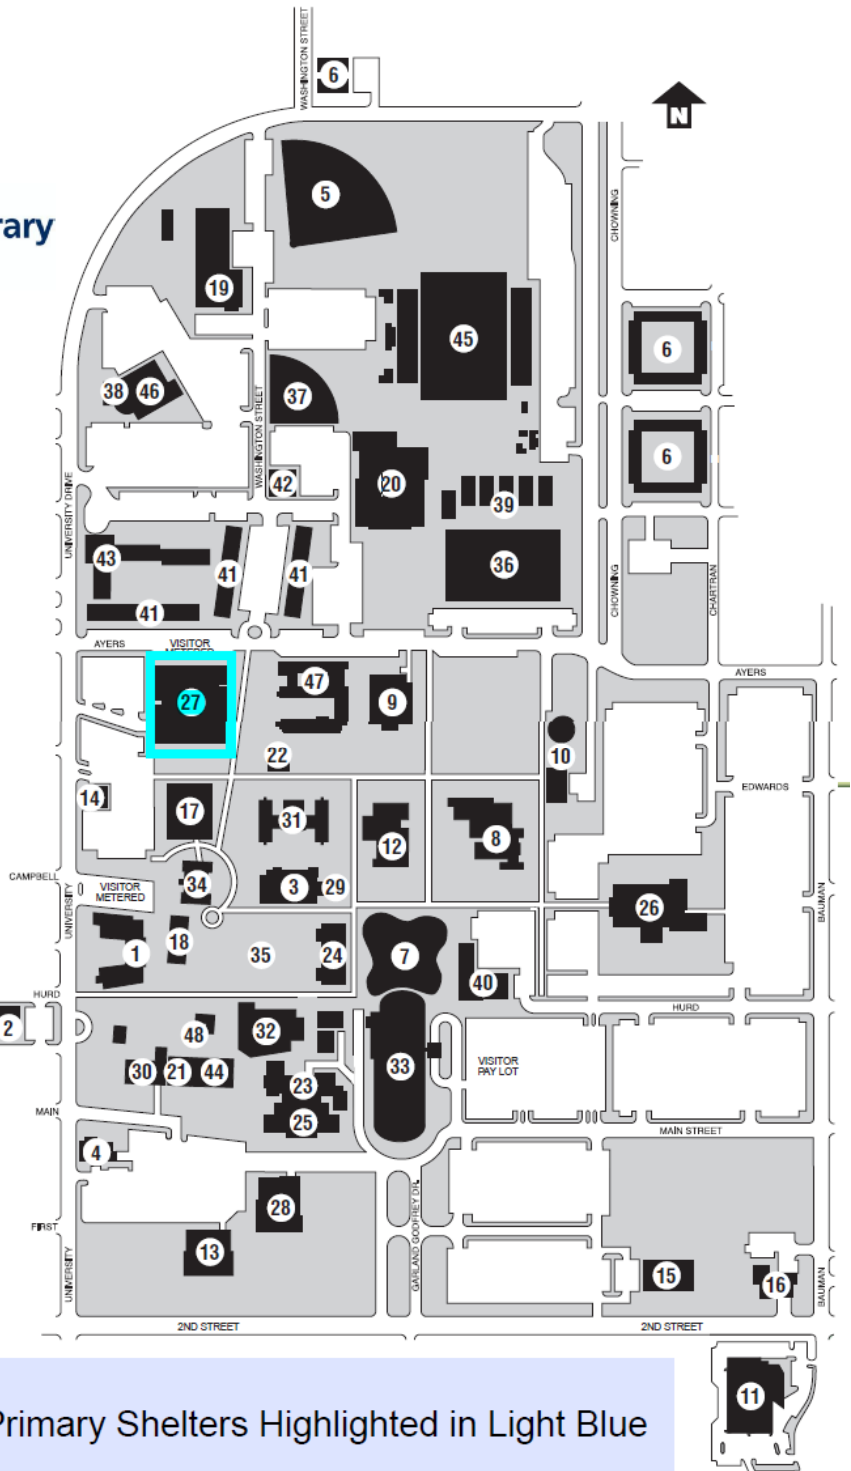 WASHINGTON STREET
6
N
5
CHOWNING
rary
19
45
6
38
46
37
WASHINGTON STREET
6
42
20
39
UNIVERSITY DRIVE
43
41
41
36
CHOWNING
CHARTRAN
41
AYERS
VISITOR
METERED
AYERS
27
47
9
22
10
EDWARDS
14
17
31
12
8
CAMPBELL
VISITOR
METERED
34
3
29
26
BAUMAN
UNIVERSITY
1
18
35
24
7
40
HURD
HURD
2
48
32
VISITOR
PAY LOT
30
21
44
33
23
MAIN
25
MAIN STREET
4
28
GARLAND GODFREY DR.
FIRST
13
15
16
UNIVERSITY
BAUMAN
2ND STREET
2ND STREET
11
Primary Shelters Highlighted in Light Blue